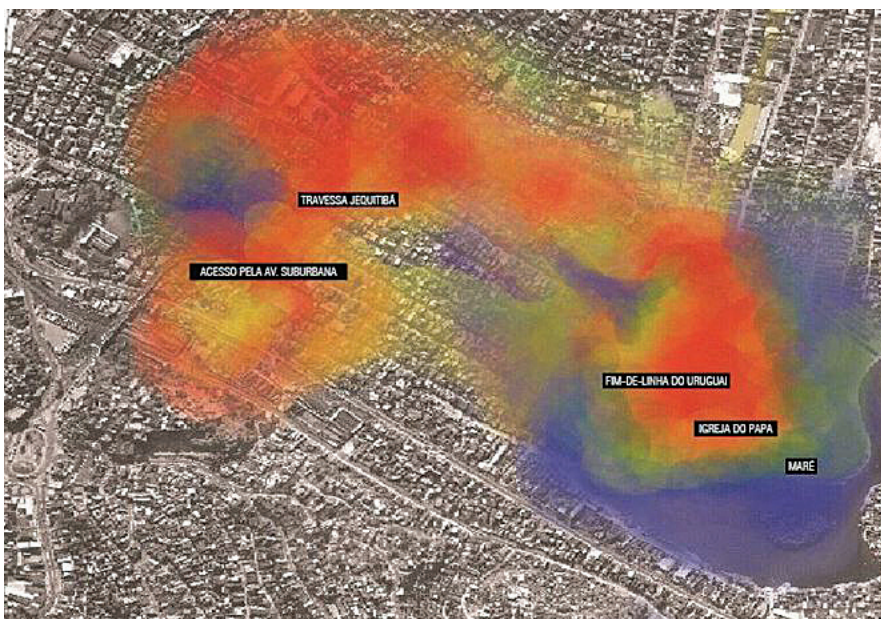 TRAVESSA JEQUITIBÁ
ACESSO PELA AV. SUBURBANA
FIM-DE-LINHA DO URUGUAI
IGREJA DO PAPA
MARÉ